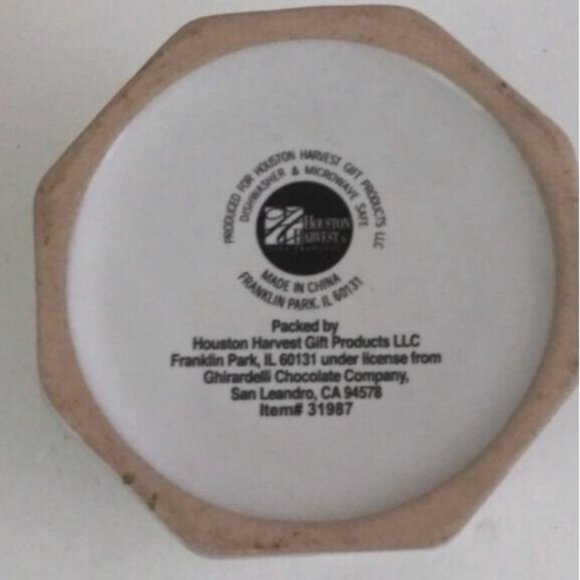 PRODUCED FOR HOUSTON HARVEST GIFT PRODUCTS LLC
DISHWASHER & MICROWAVE SAFE
HOUSTON
HARVEST
MADE IN CHINA
FRANKLIN PARK, IL 60131
Packed by
Houston Harvest Gift Products LLC
Franklin Park, IL 60131 under license from
Ghirardelli Chocolate Company,
San Leandro, CA 94578
Item# 31987